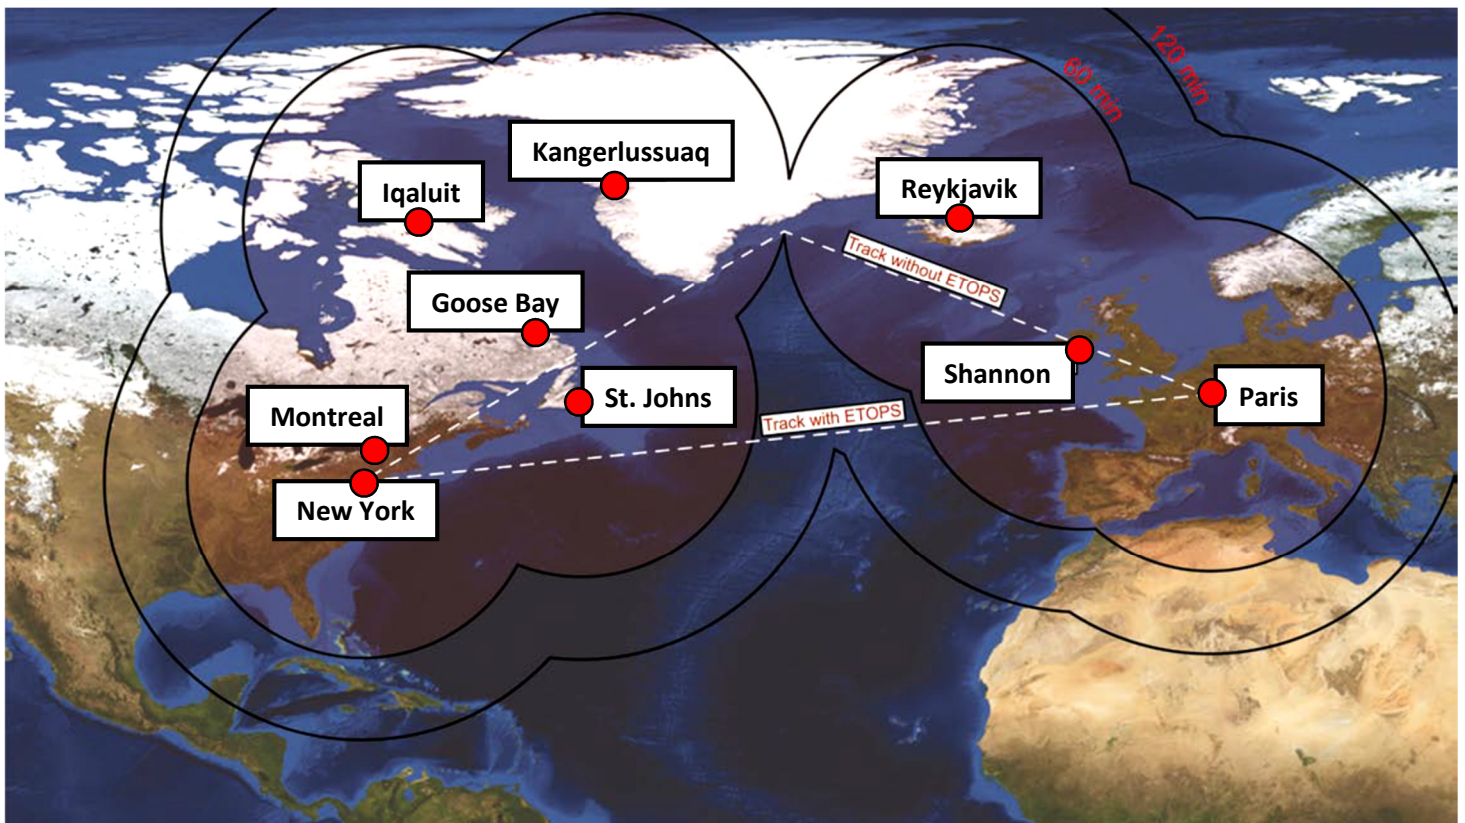 120 min
60 min
Kangerlussuaq
Iqaluit
Reykjavik
Track without ETOPS
Goose Bay
Shannon
St. Johns
Paris
Montreal
Track with ETOPS
New York